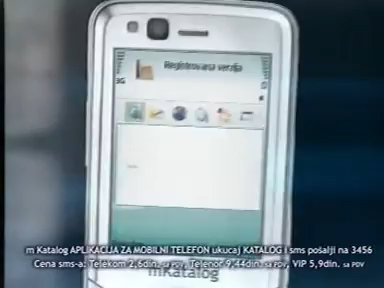 Registrovana verzija
3G
m Katalog APLIKACIJA ZA MOBILNI TELEFON ukucaj KATALOG i sms pošalji na 3456
Cena sms-a: Telekom 2,6din. sa PDV, Telenor 9,44din. sa PDV, VIP 5,9din. sa PDV
mKatalog